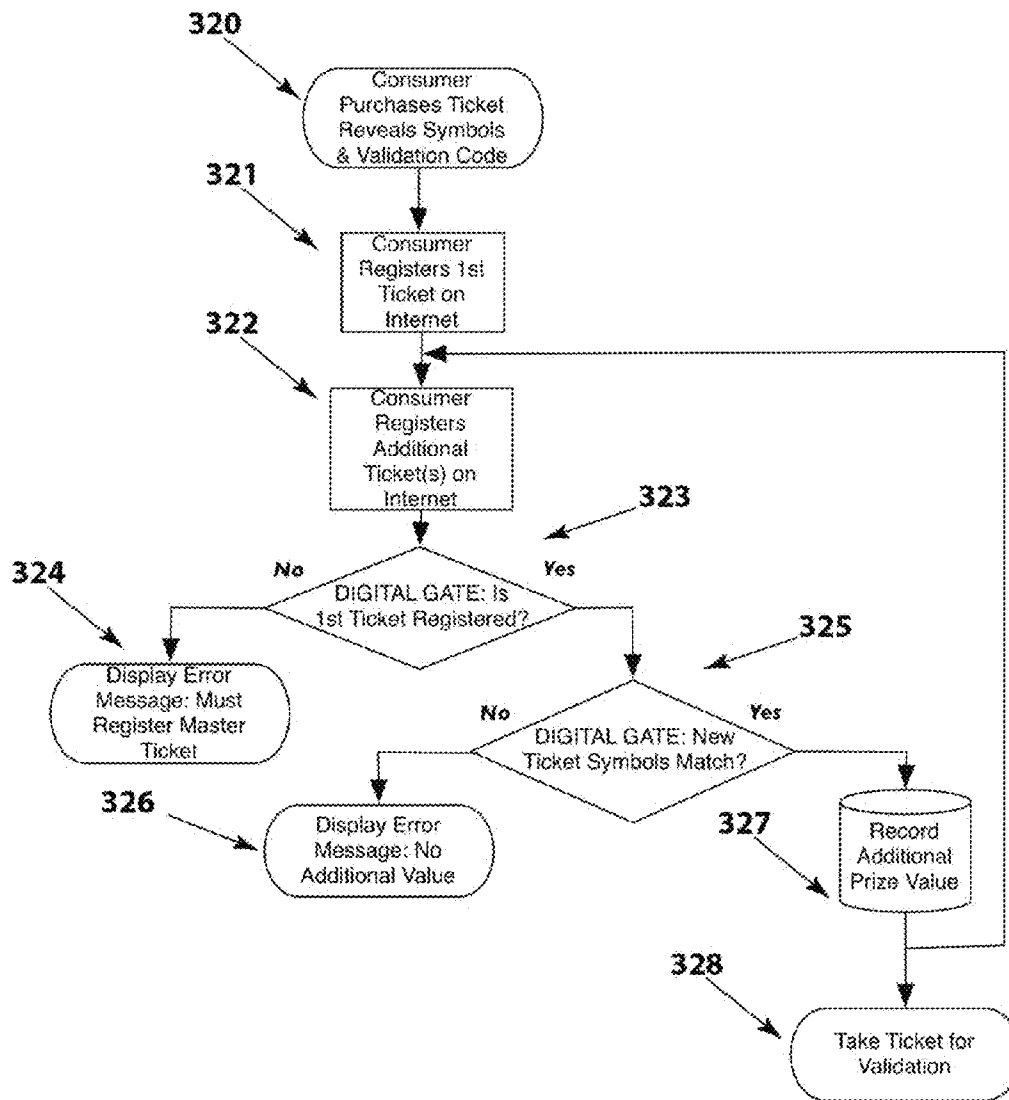 320
Consumer
Purchases Ticket
Reveals Symbols
& Validation Code
321
Consumer
Registers 1st
Ticket on
Internet
322
Consumer
Registers
Additional
Ticket(s) on
Internet
323
No
Yes
DIGITAL GATE: Is
1st Ticket Registered?
324
Display Error
Message: Must
Register Master
Ticket
325
No
Yes
DIGITAL GATE: New
Ticket Symbols Match?
326
Display Error
Message: No
Additional Value
327
Record
Additional
Prize Value
328
Take Ticket for
Validation